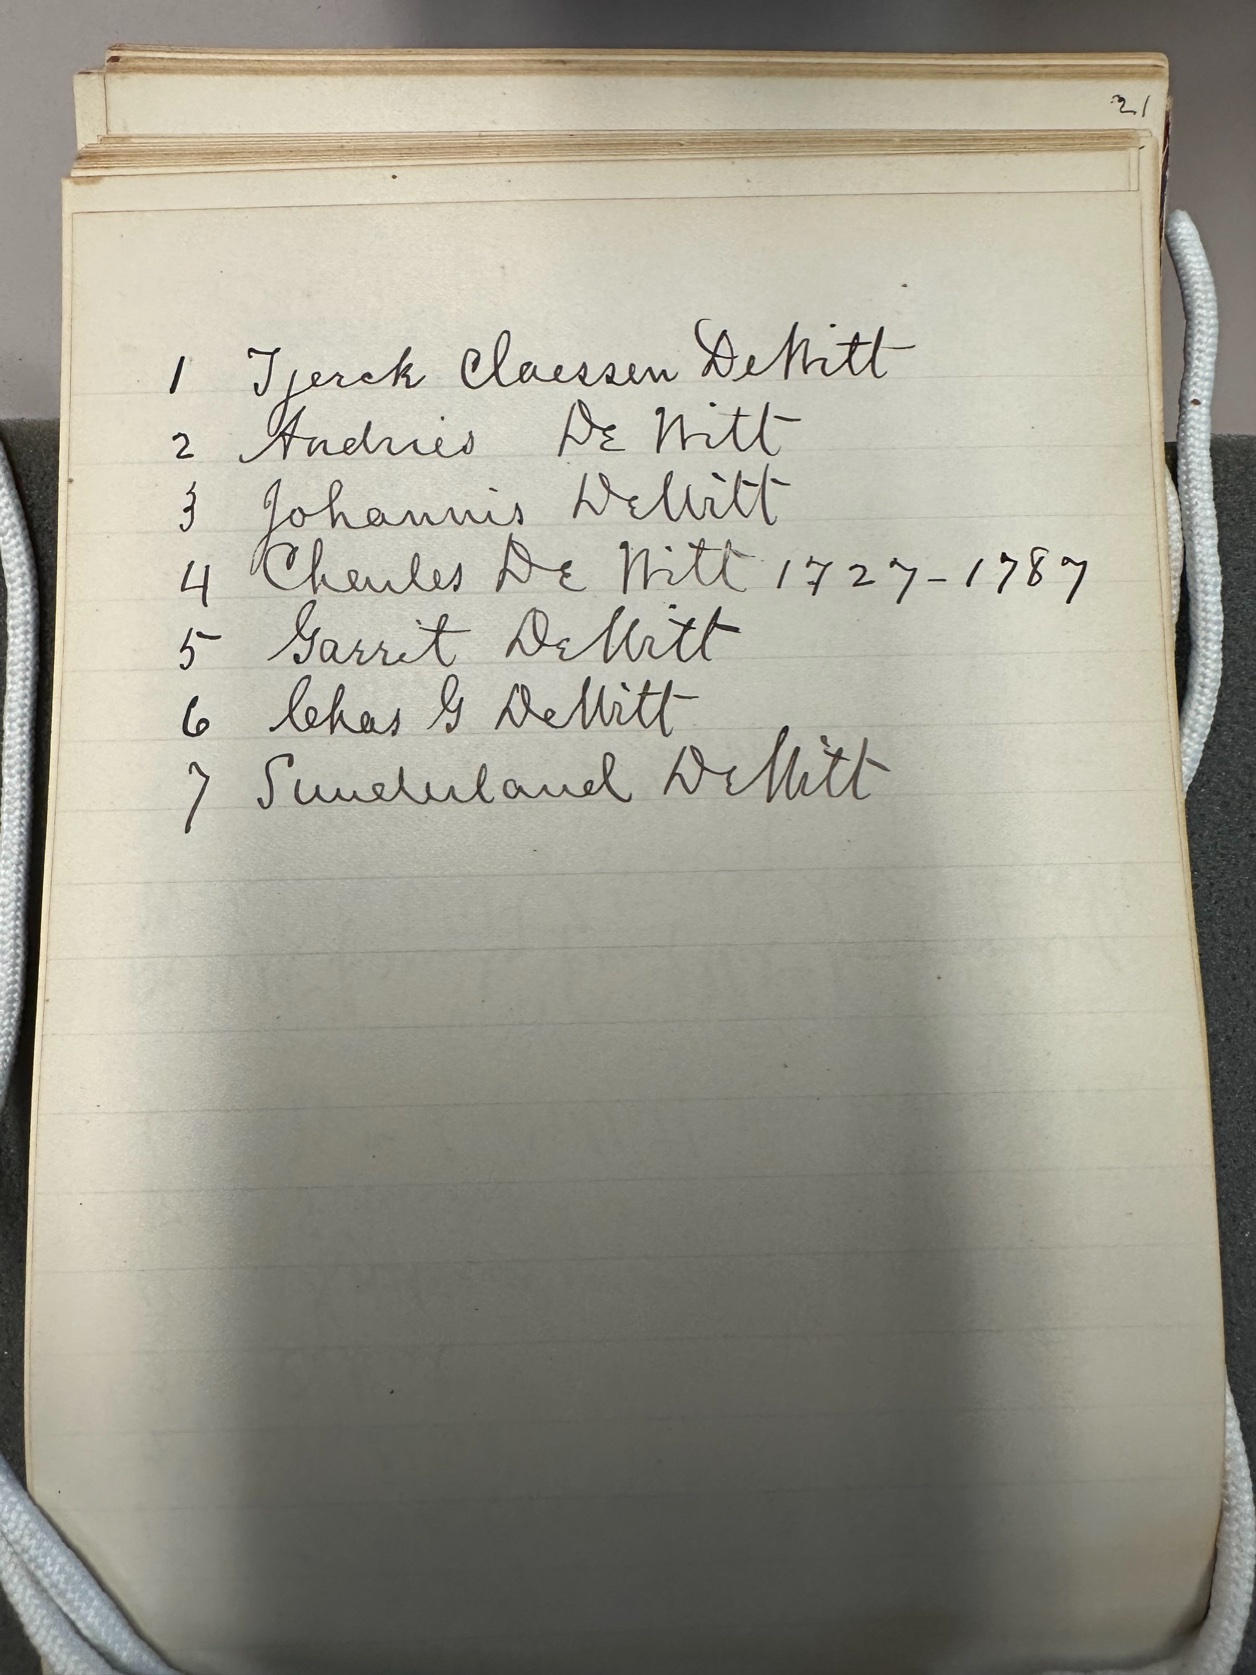 21
1 Tjerck Claessen DeWitt
2 Andries De Witt
3 Johannis DeWitt
4 Charles De Witt 1727-1787
5 Garrit DeWitt
6 Chas G DeWitt
7 Sunderland DeWitt